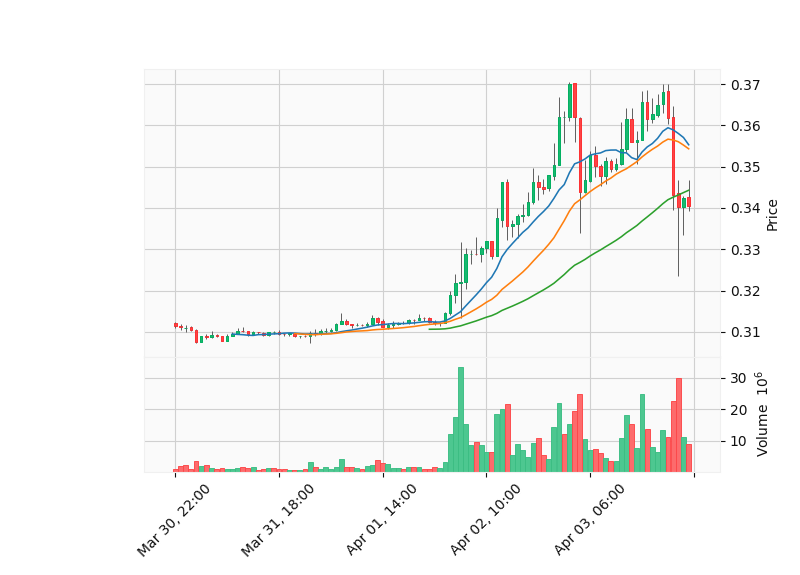 0.37
0.36
0.35
0.34
0.33
0.32
0.31
Price
30
20
10
Volume 10^6
Mar 30, 22:00
Mar 31, 18:00
Apr 01, 14:00
Apr 02, 10:00
Apr 03, 06:00